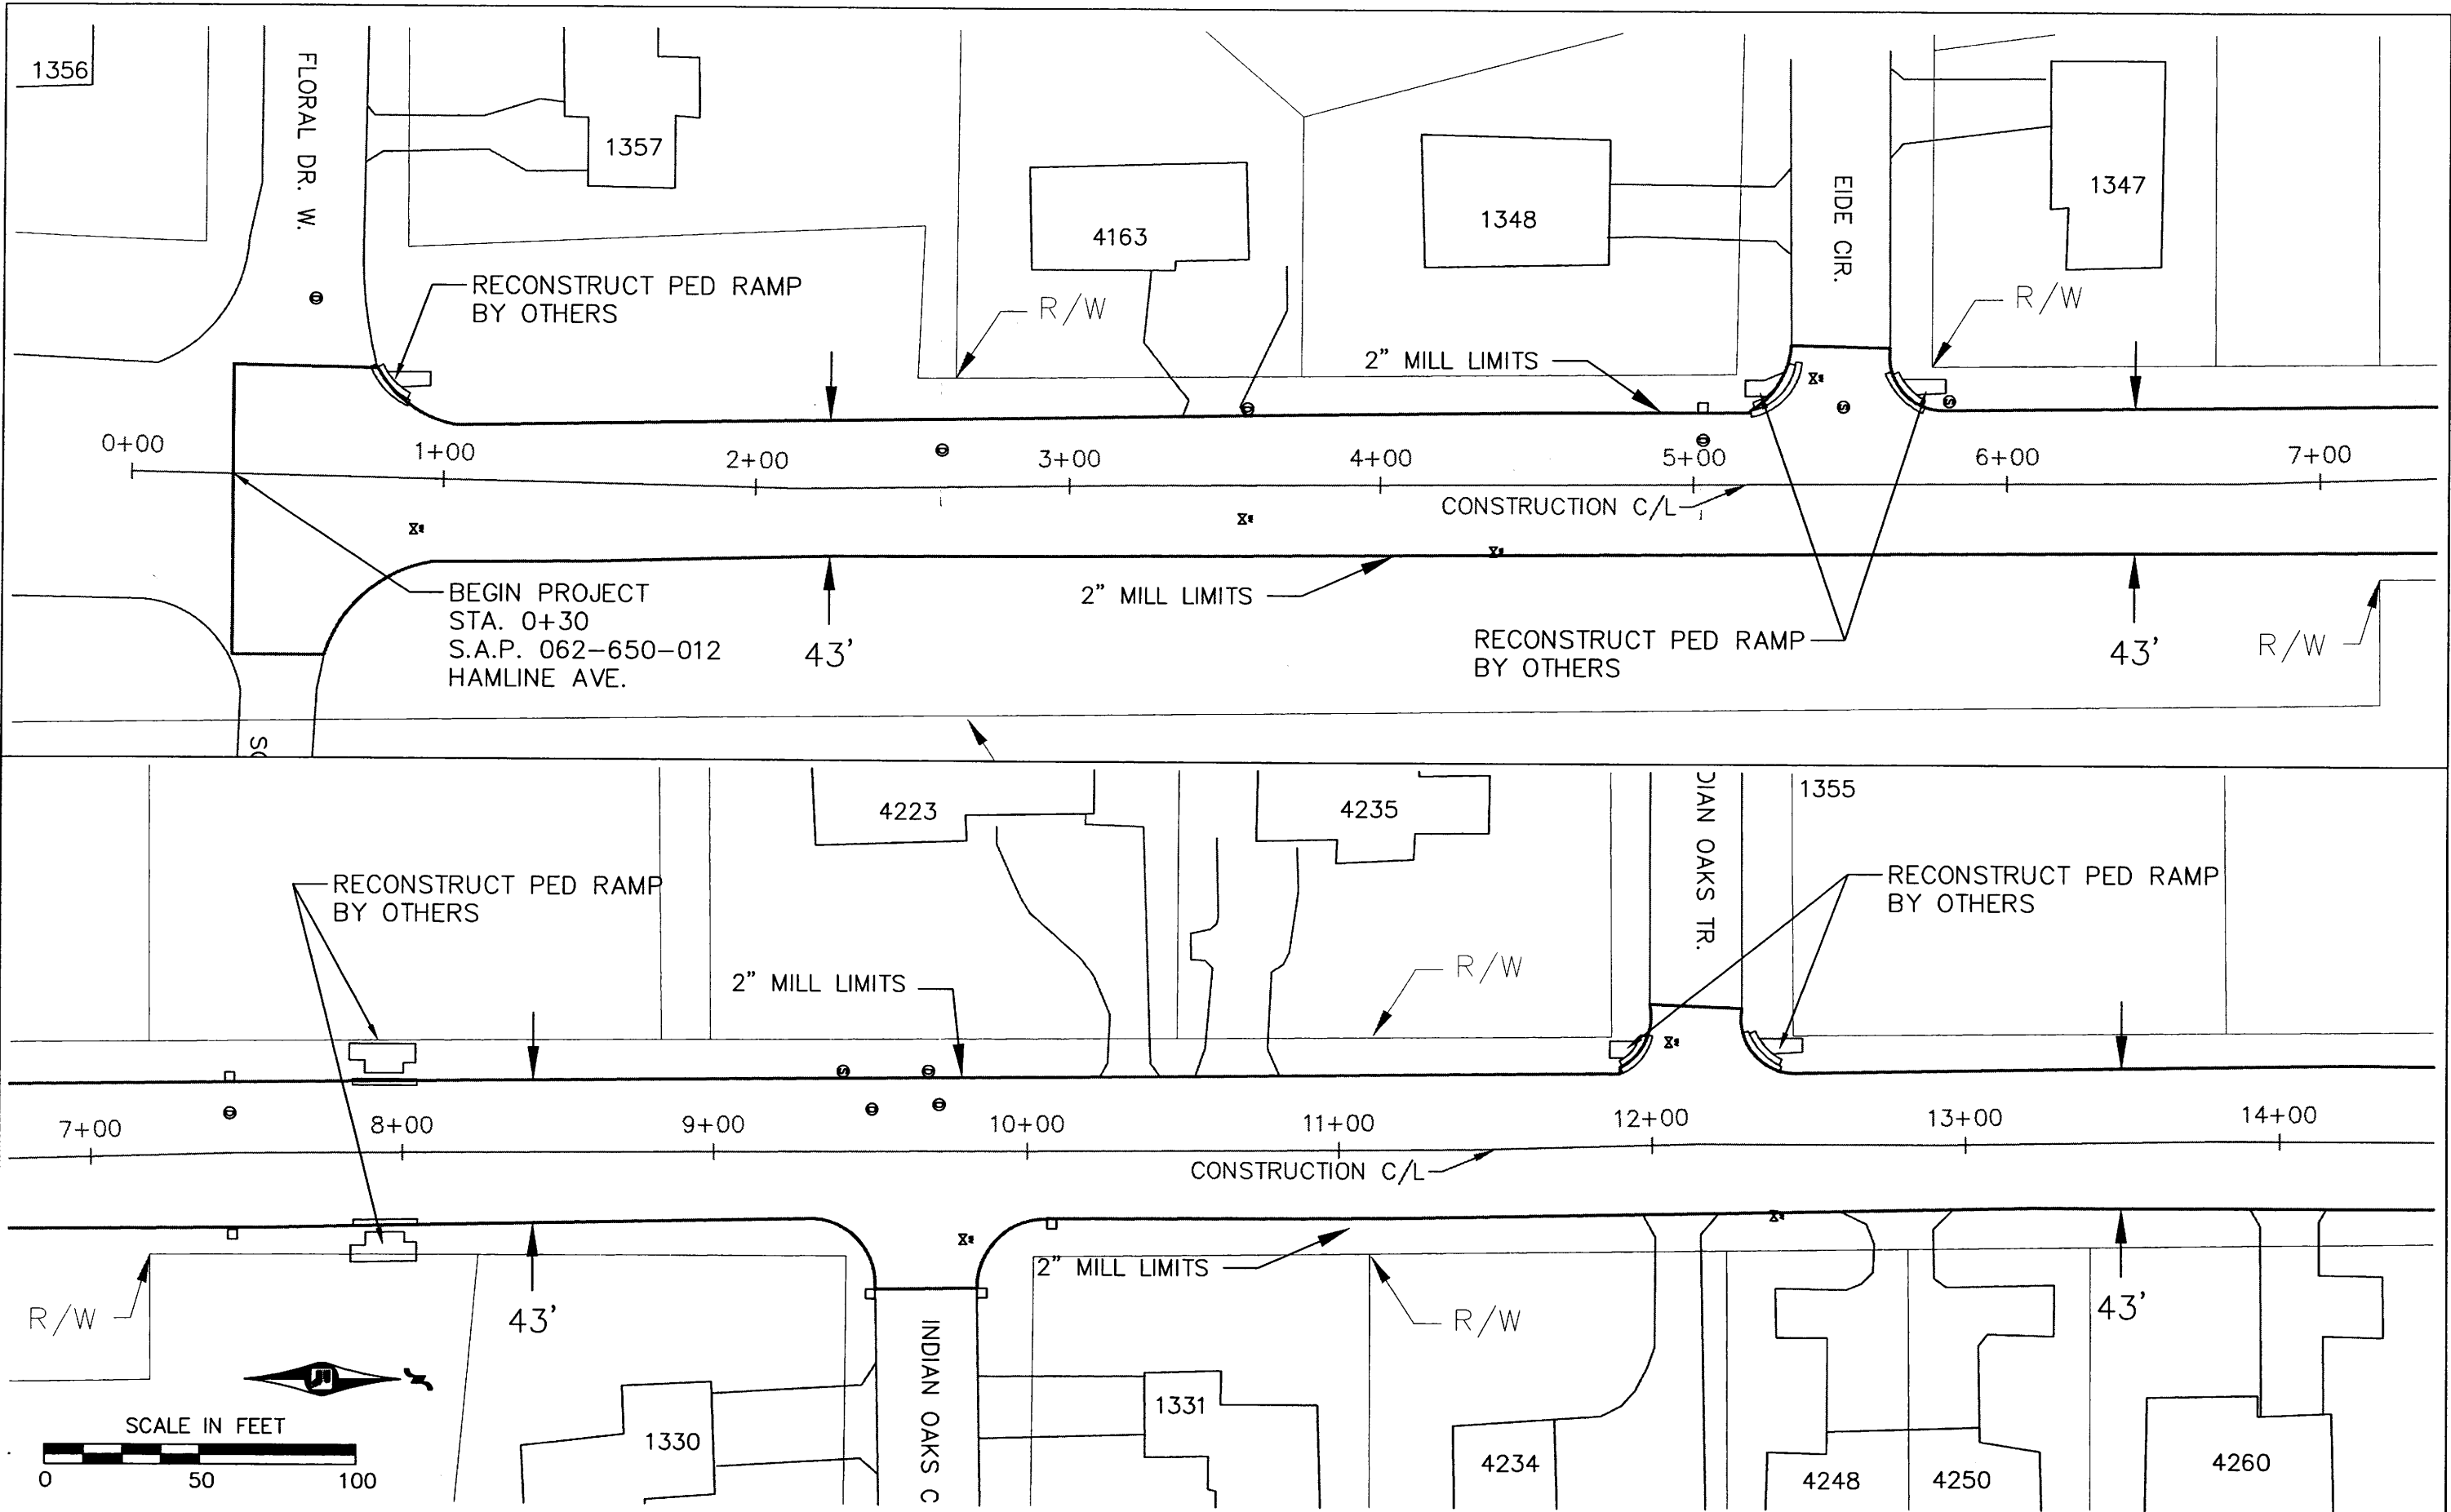 1356
FLORAL DR. W.
1357
RECONSTRUCT PED RAMP
BY OTHERS
4163
R/W
1348
EIDE CIR.
1347
R/W
2" MILL LIMITS
0+00
1+00
2+00
3+00
4+00
5+00
6+00
7+00
CONSTRUCTION C/L
BEGIN PROJECT
STA. 0+30
S.A.P. 062-650-012
HAMLINE AVE.
43'
2" MILL LIMITS
RECONSTRUCT PED RAMP
BY OTHERS
43'
R/W
4223
4235
DIAN OAKS TR.
1355
RECONSTRUCT PED RAMP
BY OTHERS
RECONSTRUCT PED RAMP
BY OTHERS
2" MILL LIMITS
R/W
7+00
8+00
9+00
10+00
11+00
12+00
13+00
14+00
CONSTRUCTION C/L
2" MILL LIMITS
R/W
43'
R/W
43'
INDIAN OAKS C
1330
1331
4234
4248
4250
4260
SCALE IN FEET
0
50
100